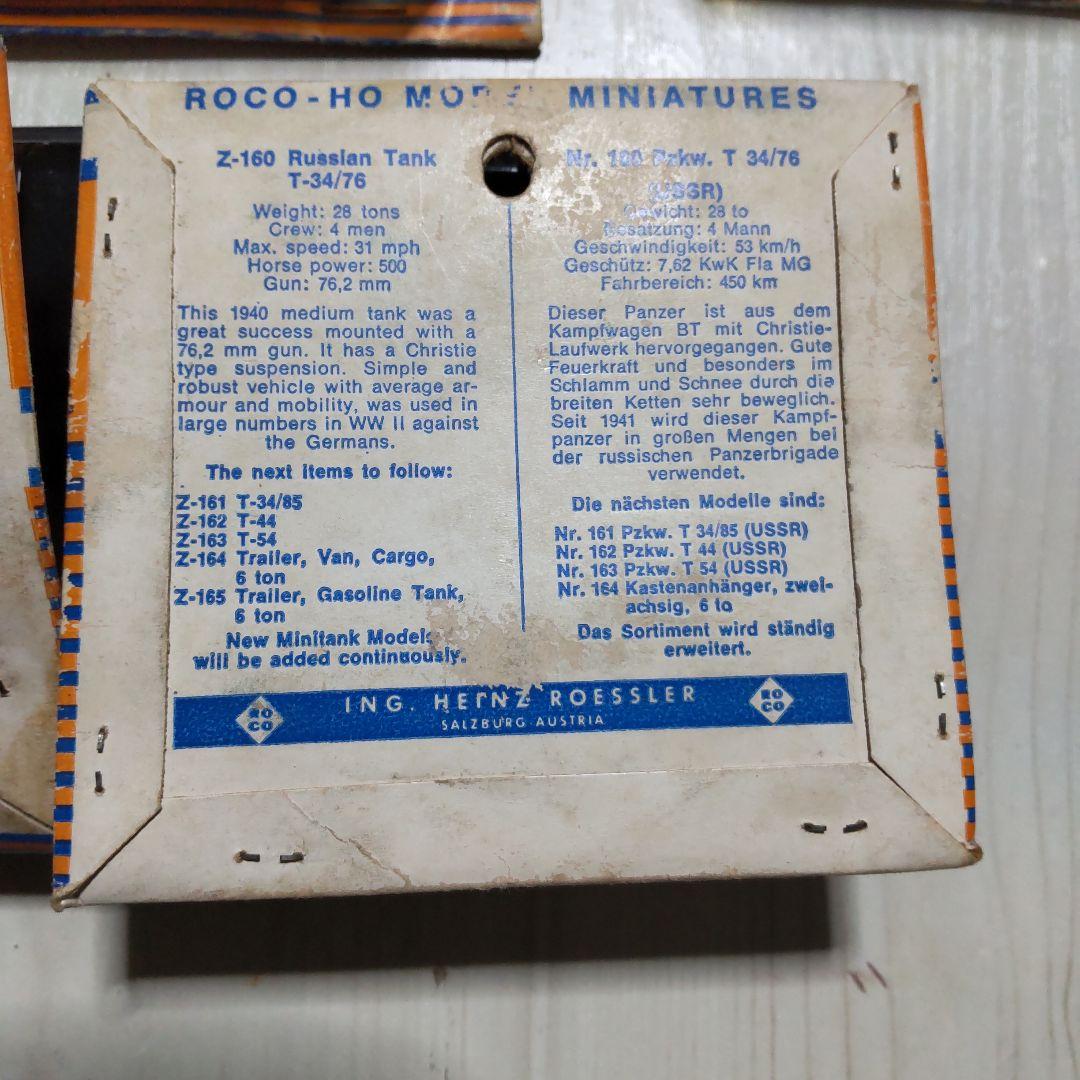 ROCO-HO MINIATURES
Z-160 Russian Tank
T-34/76
Weight: 28 tons
Crew: 4 men
Max. speed: 31 mph
Horse power: 500
Gun: 76,2 mm
This 1940 medium tank was a
great success mounted with a
76,2 mm gun. It has a Christie
type suspension. Simple and
robust vehicle with average ar-
mour and mobility, was used in
large numbers in WW II against
the Germans.
The next items to follow:
Z-161 T-34/85
Z-162 T-44
Z-163 T-54
Z-164 Trailer, Van, Cargo,
6 ton
Z-165 Trailer, Gasoline Tank,
6 ton
New Minitank Models
will be added continuously.
Nr. 160 Pzkw. T 34/76
(USSR)
Gewicht: 28 to
Besatzung: 4 Mann
Geschwindigkeit: 53 km/h
Geschütz: 7,62 KwK Fla MG
Fahrbereich: 450 km
Dieser Panzer ist aus dem
Kampfwagen BT mit Christie-
Laufwerk hervorgegangen. Gute
Feuerkraft und besonders im
Schlamm und Schnee durch die
breiten Ketten sehr beweglich.
Seit 1941 wird dieser Kampf-
panzer in großen Mengen bei
der russischen Panzerbrigade
verwendet.
Die nächsten Modelle sind:
Nr. 161 Pzkw. T 34/85 (USSR)
Nr. 162 Pzkw. T 44 (USSR)
Nr. 163 Pzkw. T 54 (USSR)
Nr. 164 Kastenanhänger, zwei-
achsig, 6 to
Das Sortiment wird ständig
erweitert.
RO
CO
ING. HEINZ ROESSLER
SALZBURG AUSTRIA
RO
CO